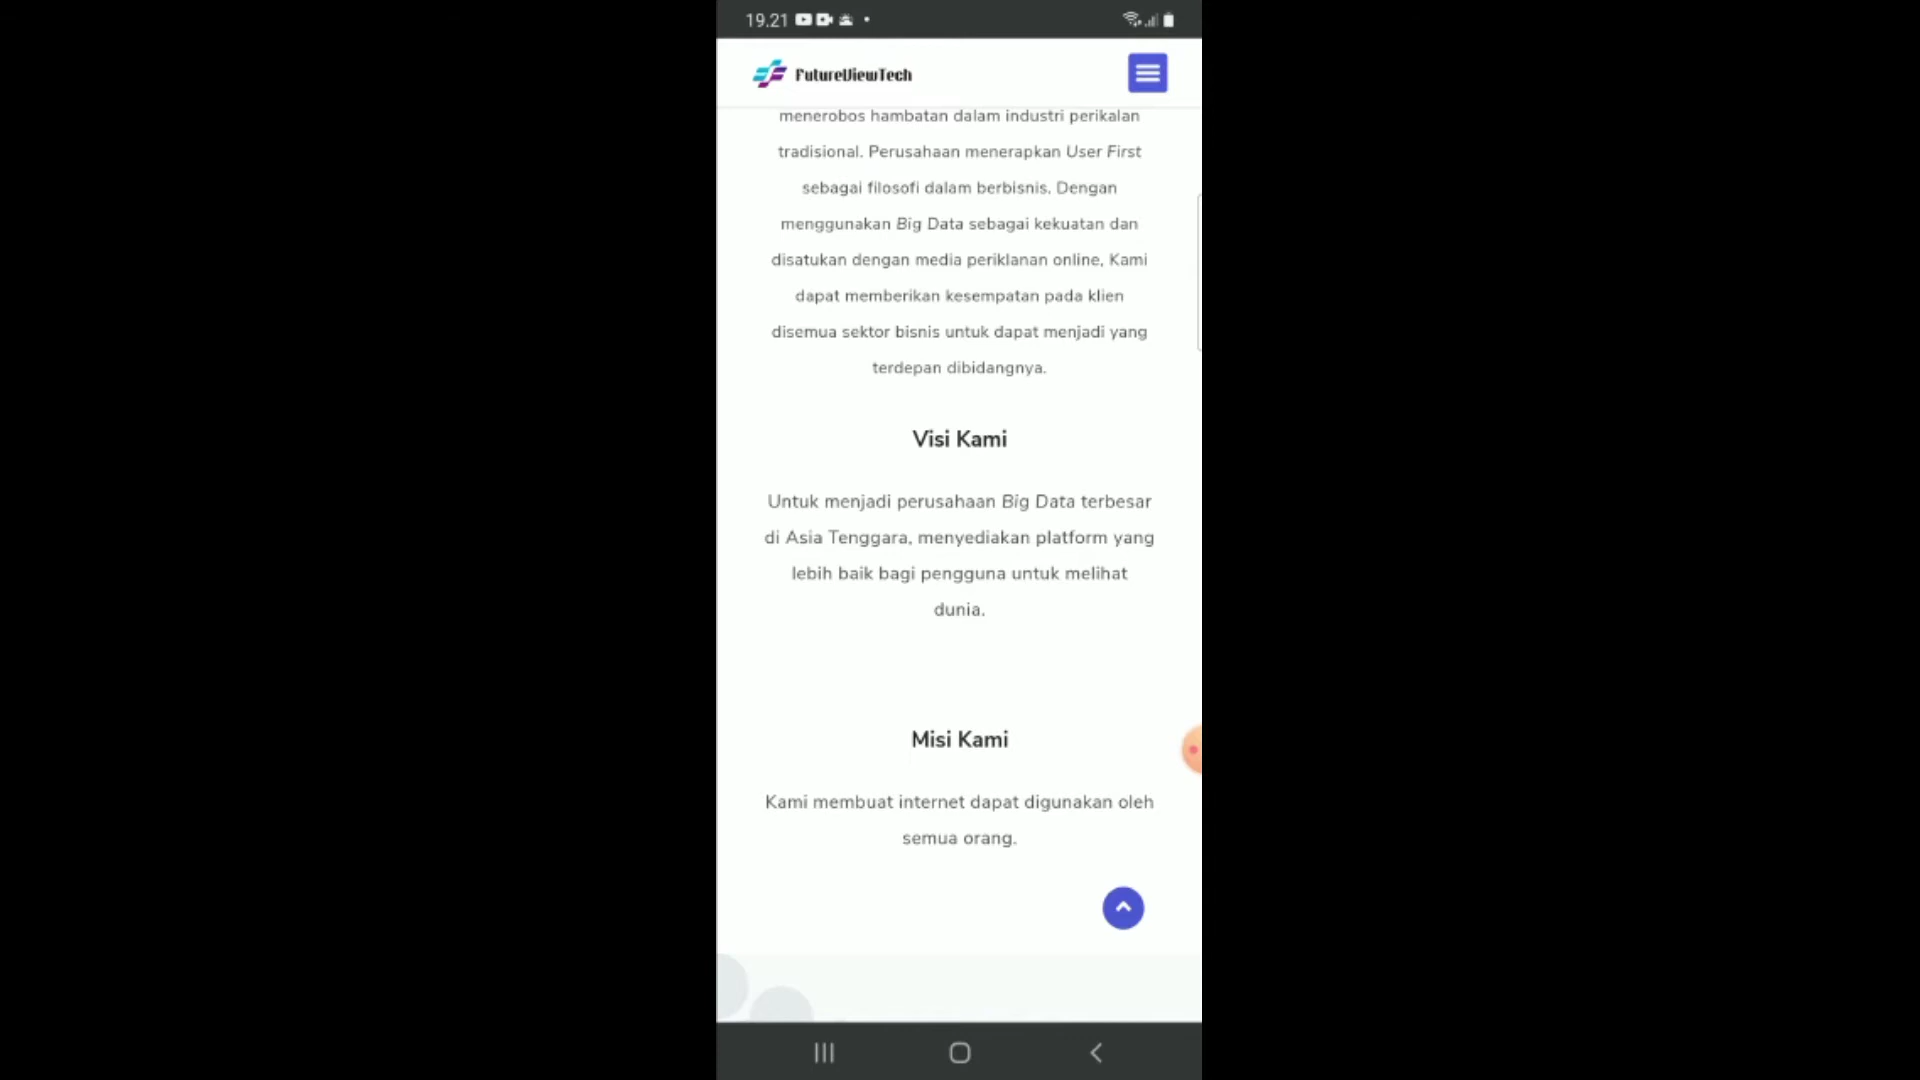 19.21
FutureViewTech
menerobos hambatan dalam industri perikalan
tradisional. Perusahaan menerapkan User First
sebagai filosofi dalam berbisnis. Dengan
menggunakan Big Data sebagai kekuatan dan
disatukan dengan media periklanan online, Kami
dapat memberikan kesempatan pada klien
disemua sektor bisnis untuk dapat menjadi yang
terdepan dibidangnya.
Visi Kami
Untuk menjadi perusahaan Big Data terbesar
di Asia Tenggara, menyediakan platform yang
lebih baik bagi pengguna untuk melihat
dunia.
Misi Kami
Kami membuat internet dapat digunakan oleh
semua orang.